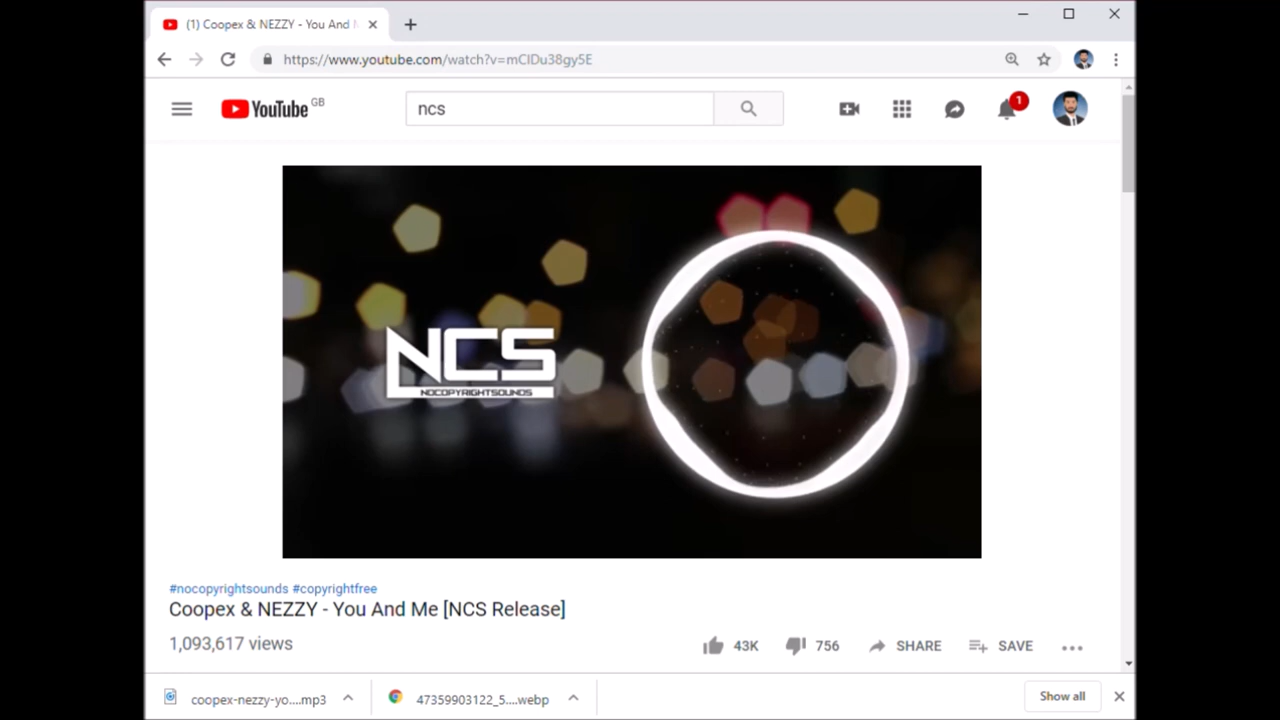 (1) Coopex & NEZZY - You And
https://www.youtube.com/watch?v=mCIDu38gy5E
YouTube GB
ncs
1
NCS
NOCOPYRIGHTSOUNDS
#nocopyrightsounds #copyrightfree
Coopex & NEZZY - You And Me [NCS Release]
1,093,617 views
43K
756
SHARE
SAVE
coopex-nezzy-yo....mp3
47359903122_5....webp
Show all